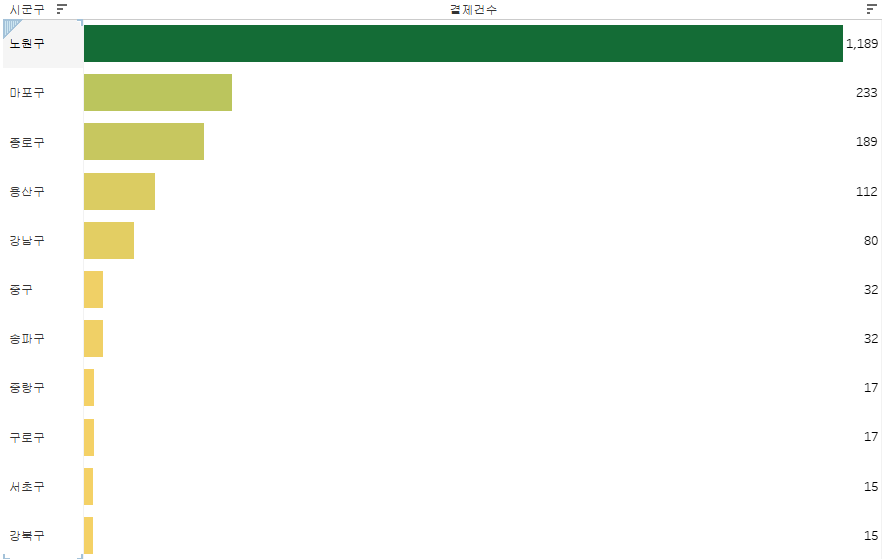 시군구 결제건수
노원구 1,189
마포구 233
종로구 189
용산구 112
강남구 80
중구 32
송파구 32
중랑구 17
구로구 17
서초구 15
강북구 15